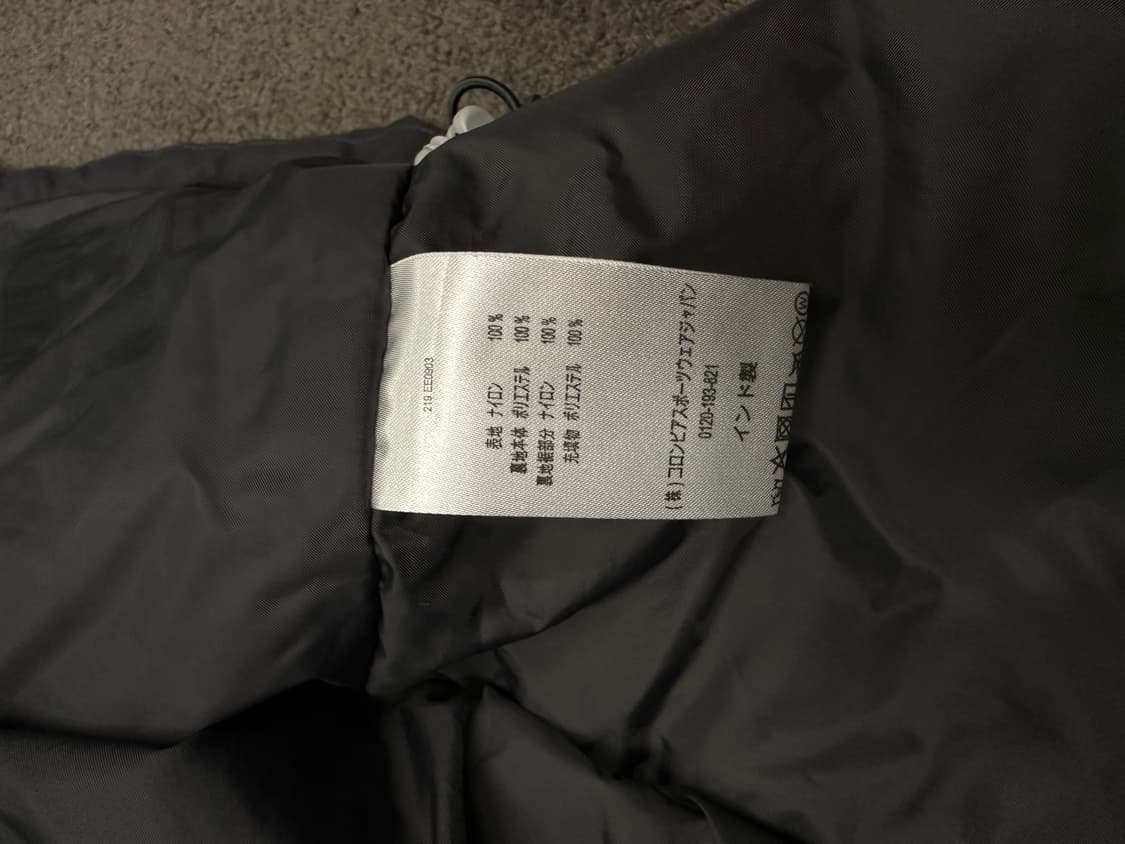 219 EE0903
表地 ナイロン 100%
裏地本体 ポリエステル 100%
裏地裾部分 ナイロン 100%
充填物 ポリエステル 100%
(株)コロンビアスポーツウェアジャパン
0120-193-821
インド製